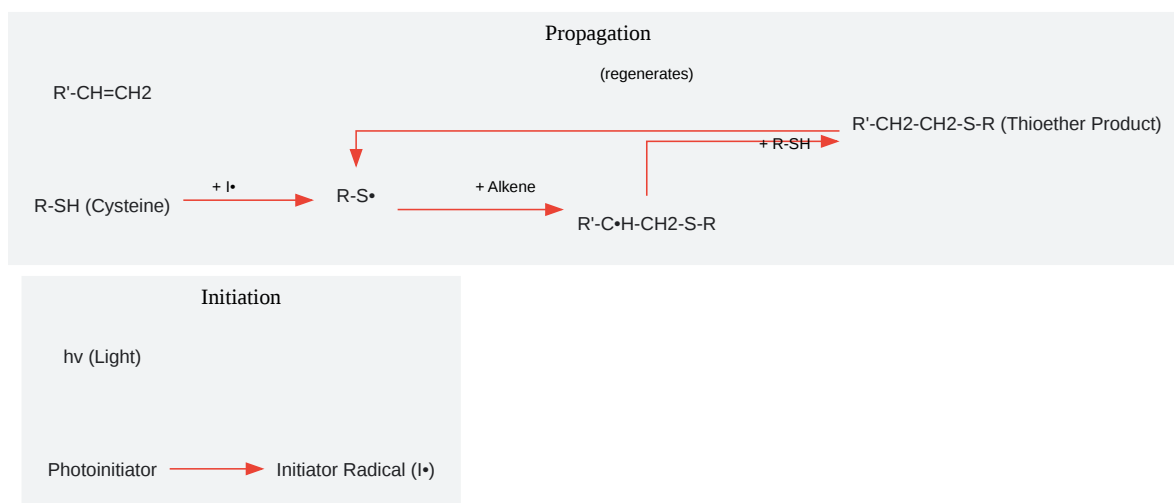 Propagation
(regenerates)
R'-CH=CH2
R'-CH2-CH2-S-R (Thioether Product)
+ R-SH
+ I•
+ Alkene
R-SH (Cysteine)
R-S•
R'-C•H-CH2-S-R
Initiation
hv (Light)
Photoinitiator
Initiator Radical (I•)